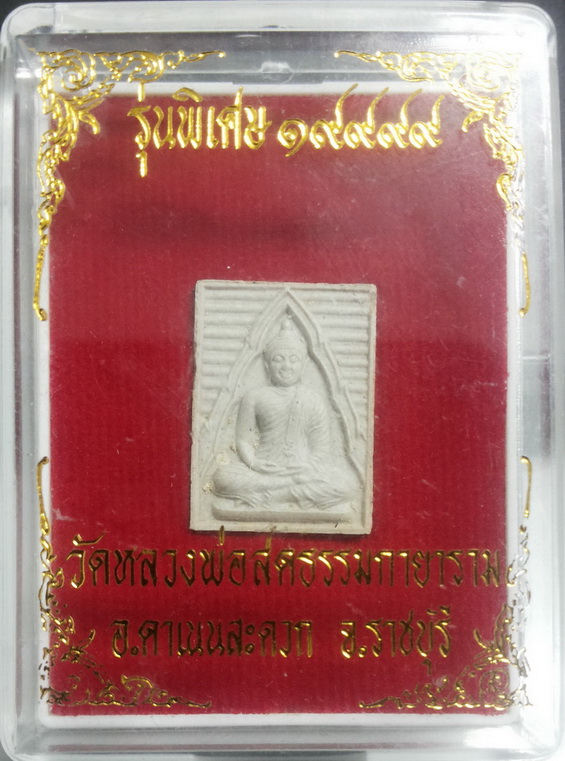 รุ่นพิเศษ ๑๙๙๙๙
วัดหลวงพ่อสดธรรมกายาราม
อ.ดำเนินสะดวก จ.ราชบุรี